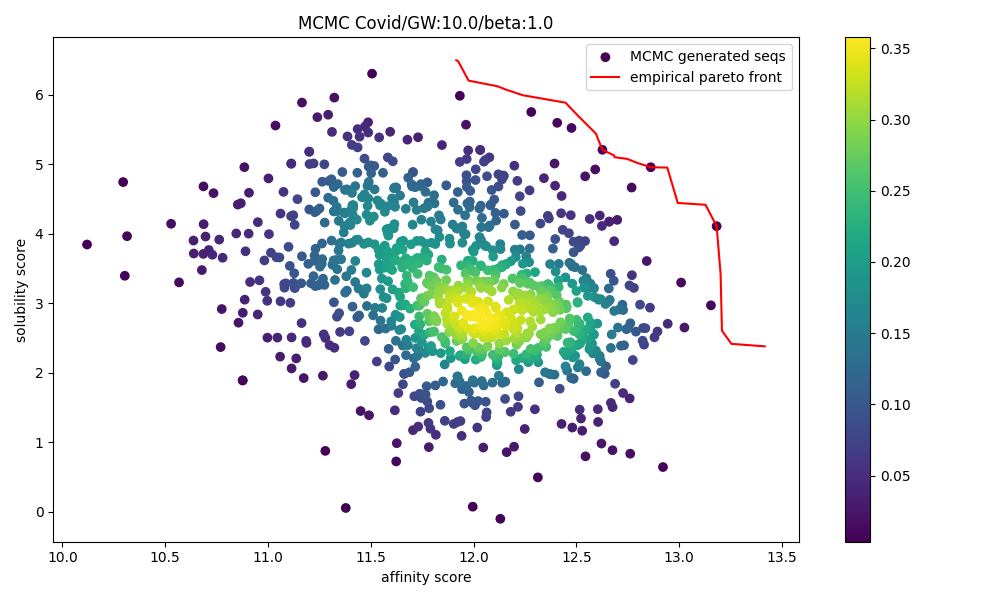 MCMC Covid/GW:10.0/beta:1.0
MCMC generated seqs
empirical pareto front
solubility score
6
5
4
3
2
1
0
10.0 10.5 11.0 11.5 12.0 12.5 13.0 13.5
affinity score
0.35
0.30
0.25
0.20
0.15
0.10
0.05